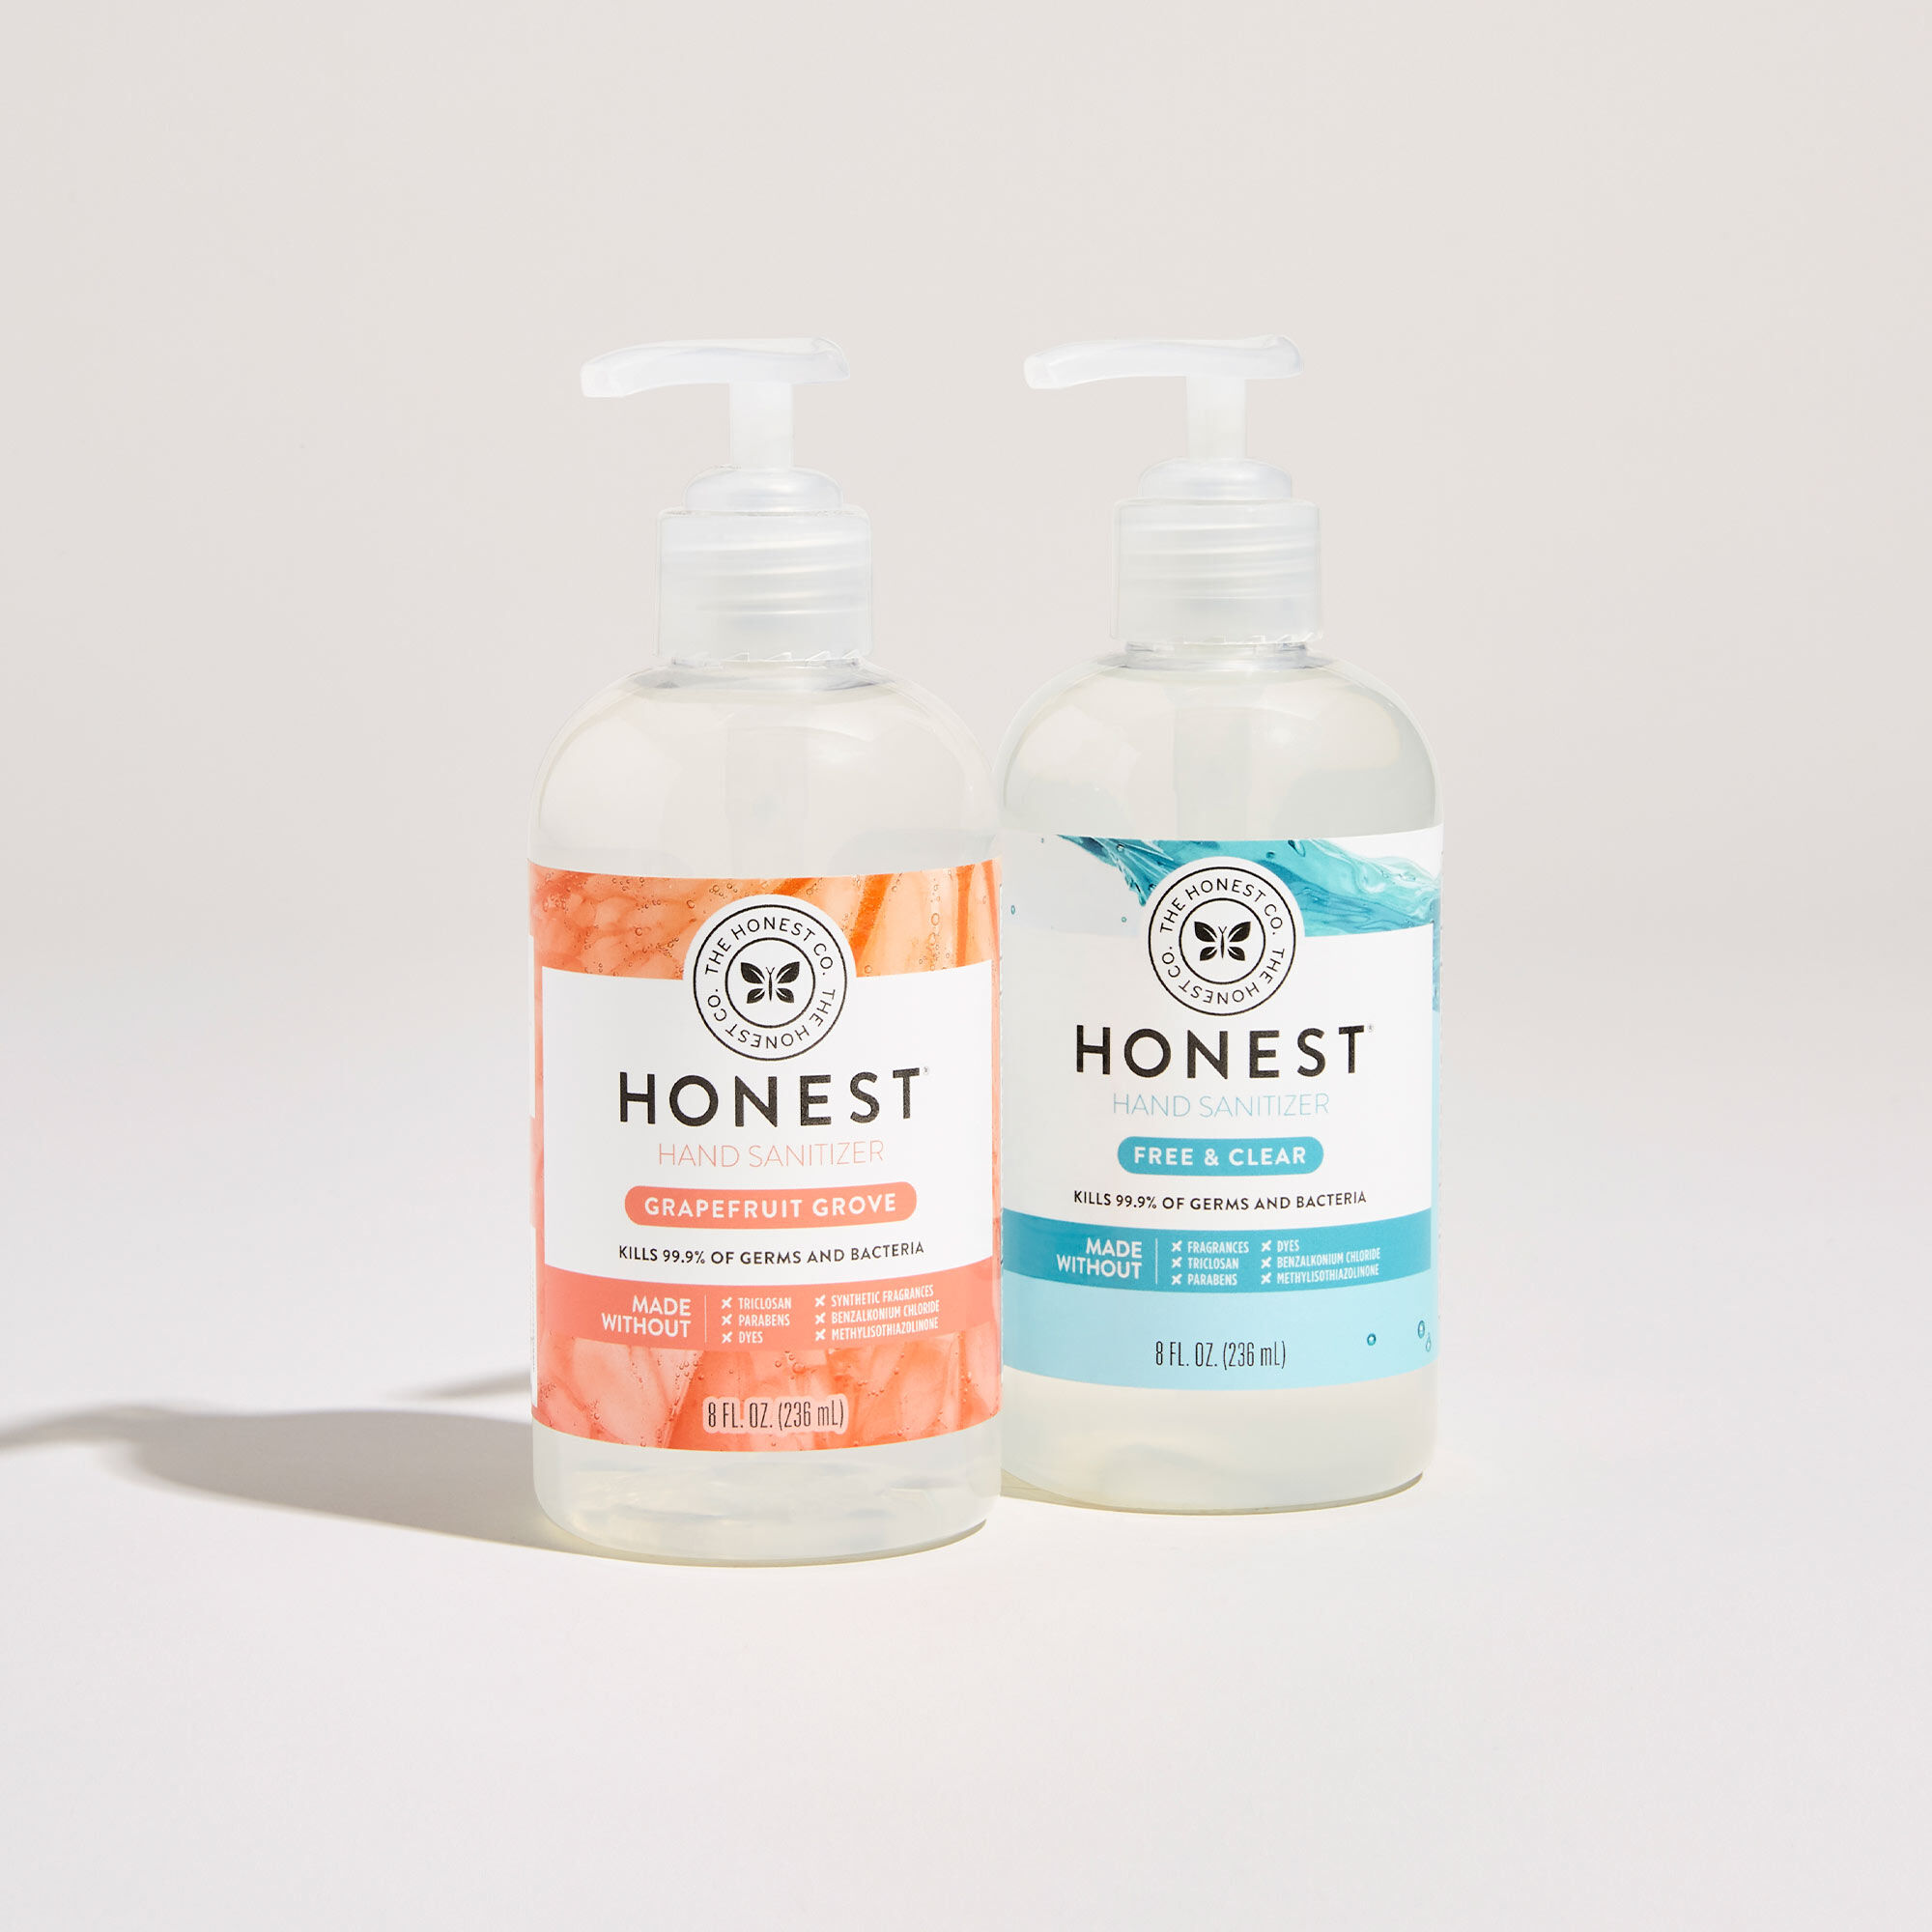 THE HONEST CO. THE HONEST CO.
HONEST®
HAND SANITIZER
GRAPEFRUIT GROVE
KILLS 99.9% OF GERMS AND BACTERIA
MADE
WITHOUT
✗ TRICLOSAN ✗ SYNTHETIC FRAGRANCES
✗ PARABENS ✗ BENZALKONIUM CHLORIDE
✗ DYES ✗ METHYLISOTHIAZOLINONE
8 FL. OZ. (236 mL)
THE HONEST CO. THE HONEST CO.
HONEST®
HAND SANITIZER
FREE & CLEAR
KILLS 99.9% OF GERMS AND BACTERIA
MADE
WITHOUT
✗ FRAGRANCES ✗ DYES
✗ TRICLOSAN ✗ BENZALKONIUM CHLORIDE
✗ PARABENS ✗ METHYLISOTHIAZOLINONE
8 FL. OZ. (236 mL)